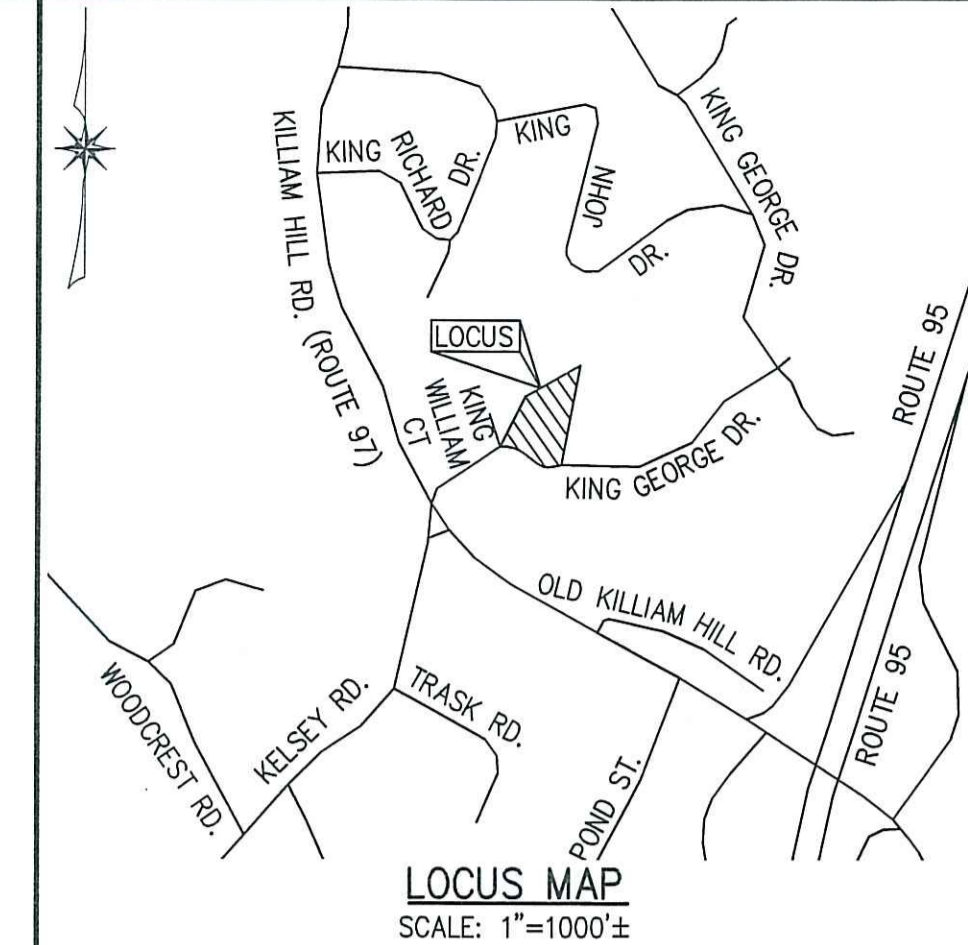 KILLIAM HILL RD. (ROUTE 97)
KING
RICHARD
DR.
KING
JOHN
DR.
KING GEORGE DR.
LOCUS
KING
WILLIAM
CT
KING GEORGE DR.
ROUTE 95
OLD KILLIAM HILL RD.
ROUTE 95
WOODCREST RD.
KELSEY RD.
TRASK RD.
POND ST.
LOCUS MAP
SCALE: 1"=1000'±